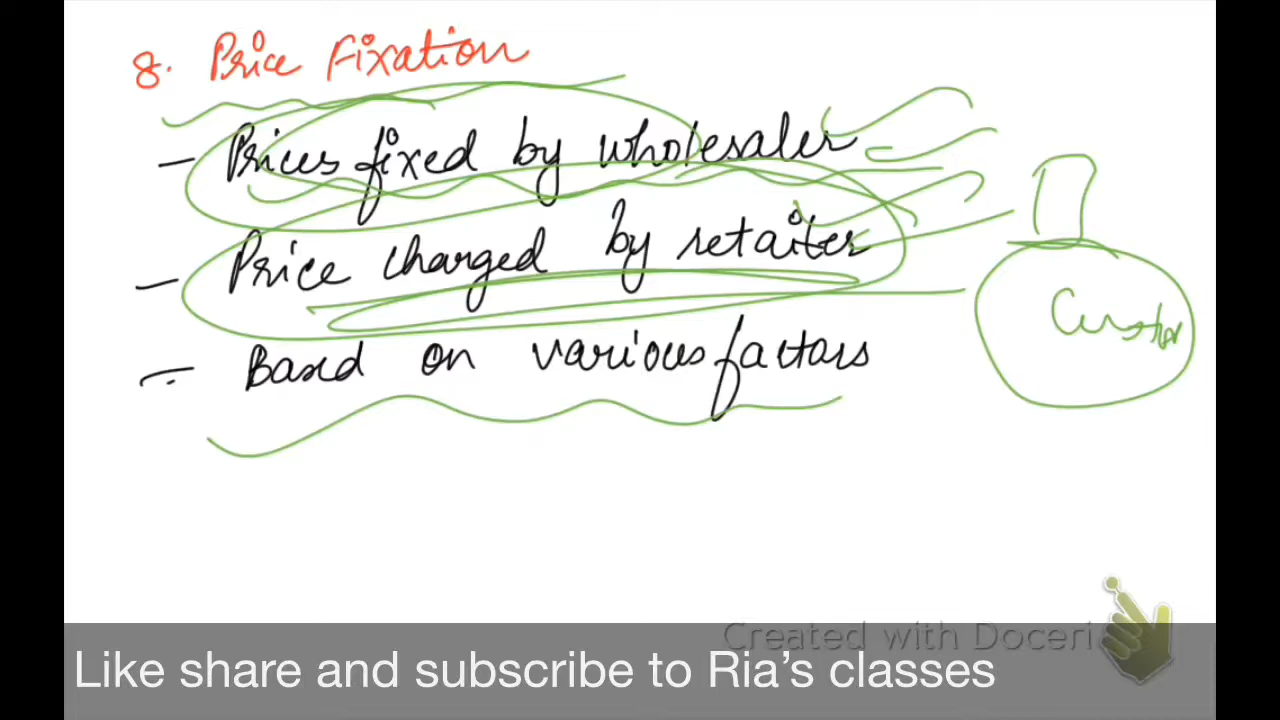 8. Price Fixation
- Prices fixed by wholesaler
- Price charged by retailer
- Based on various factors
Created with Doceri
Like share and subscribe to Ria's classes